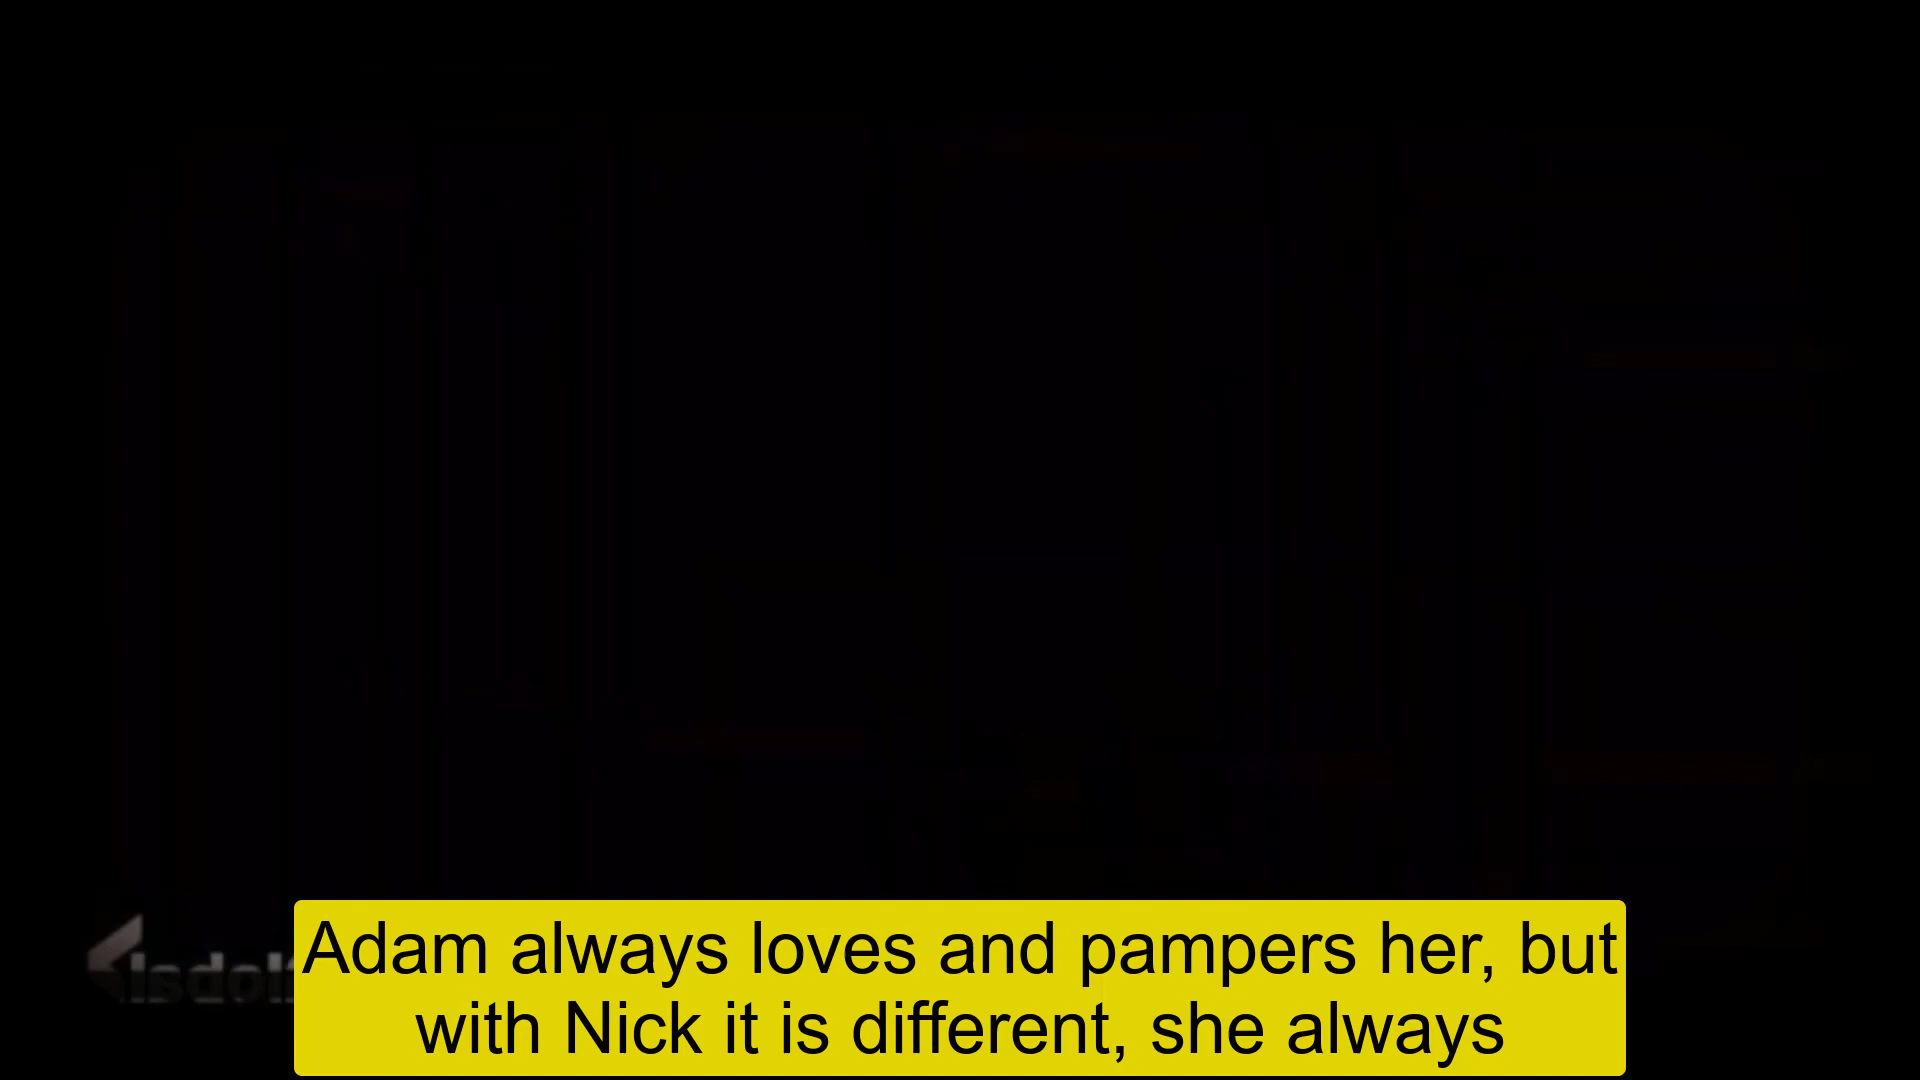 Adam always loves and pampers her, but
with Nick it is different, she always